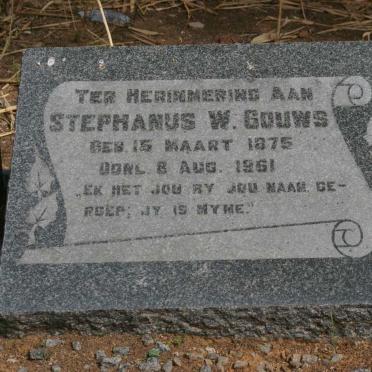 TER HERINNERING AAN
STEPHANUS W. GOUWS
GEB. 15 MAART 1875
OORL. 8 AUG. 1961
„EK HET JOU BY JOU NAAM GE-
ROEP; JY IS MYNE."